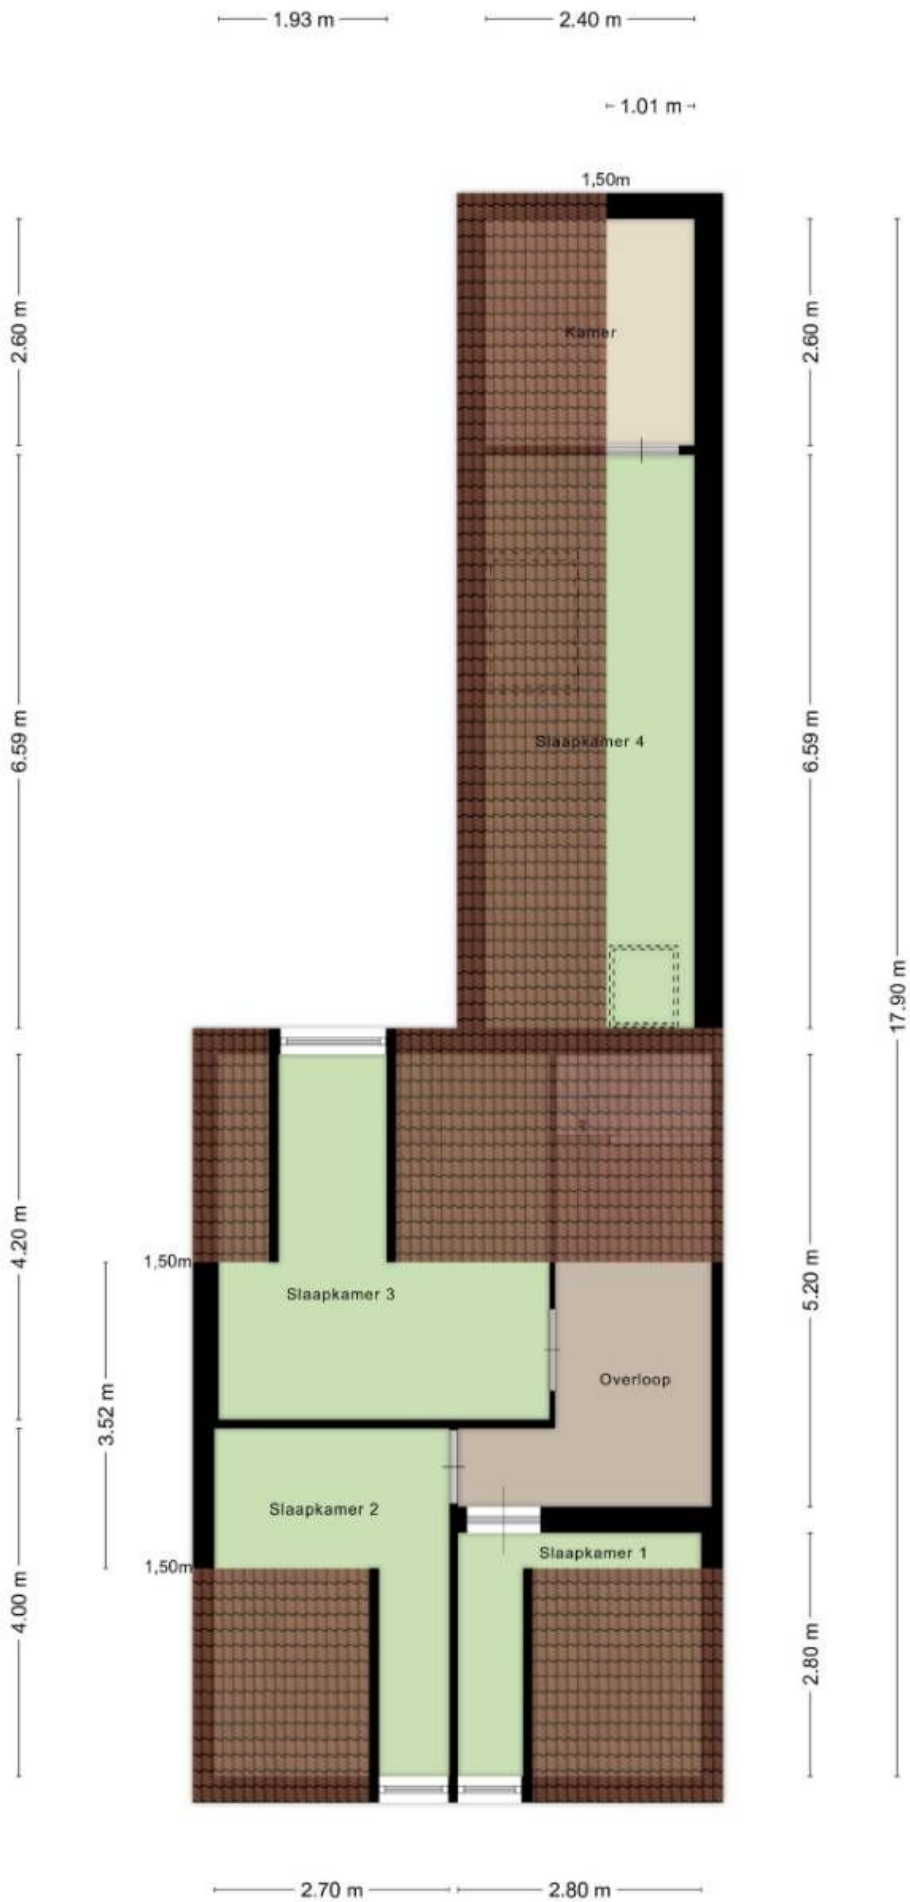 1.93 m
2.40 m
1.01 m
1,50m
2.60 m
Kamer
2.60 m
6.59 m
Slaapkamer 4
6.59 m
17.90 m
4.20 m
1,50m
Slaapkamer 3
5.20 m
3.52 m
Overloop
Slaapkamer 2
Slaapkamer 1
1,50m
4.00 m
2.80 m
2.70 m
2.80 m